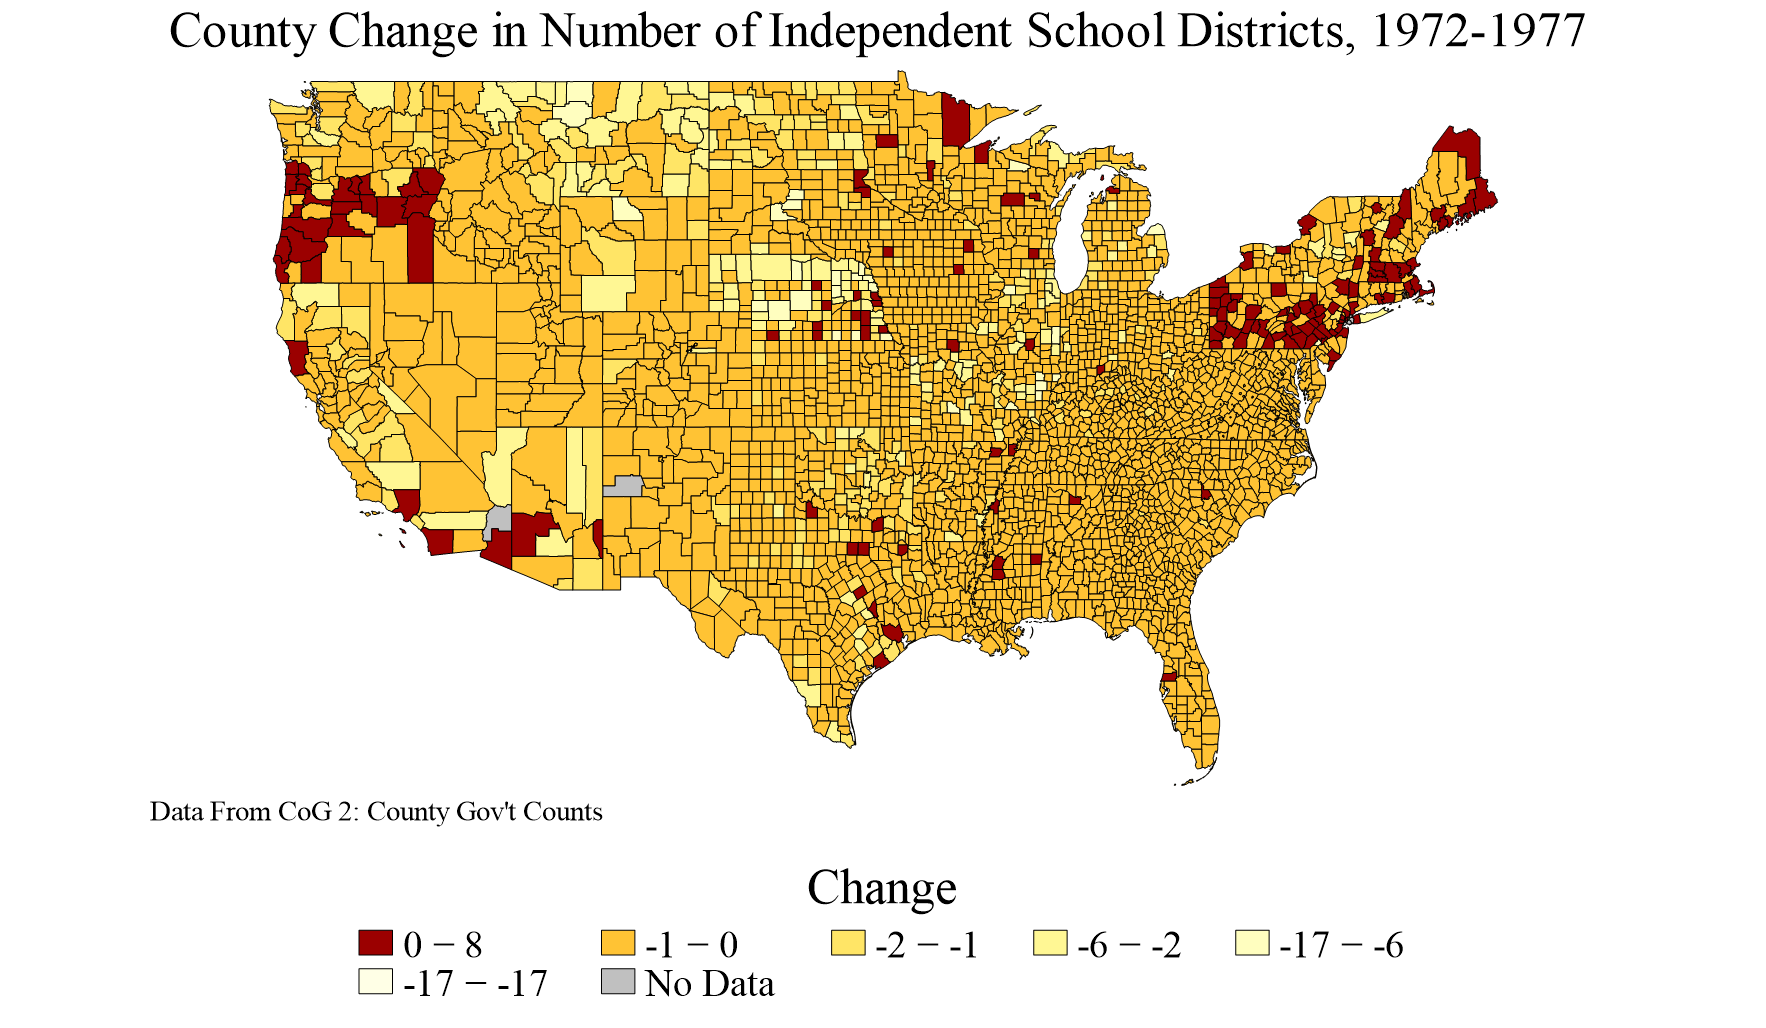 County Change in Number of Independent School Districts, 1972-1977
Data From CoG 2: County Gov't Counts
Change
0 − 8
-1 − 0
-2 − -1
-6 − -2
-17 − -6
-17 − -17
No Data